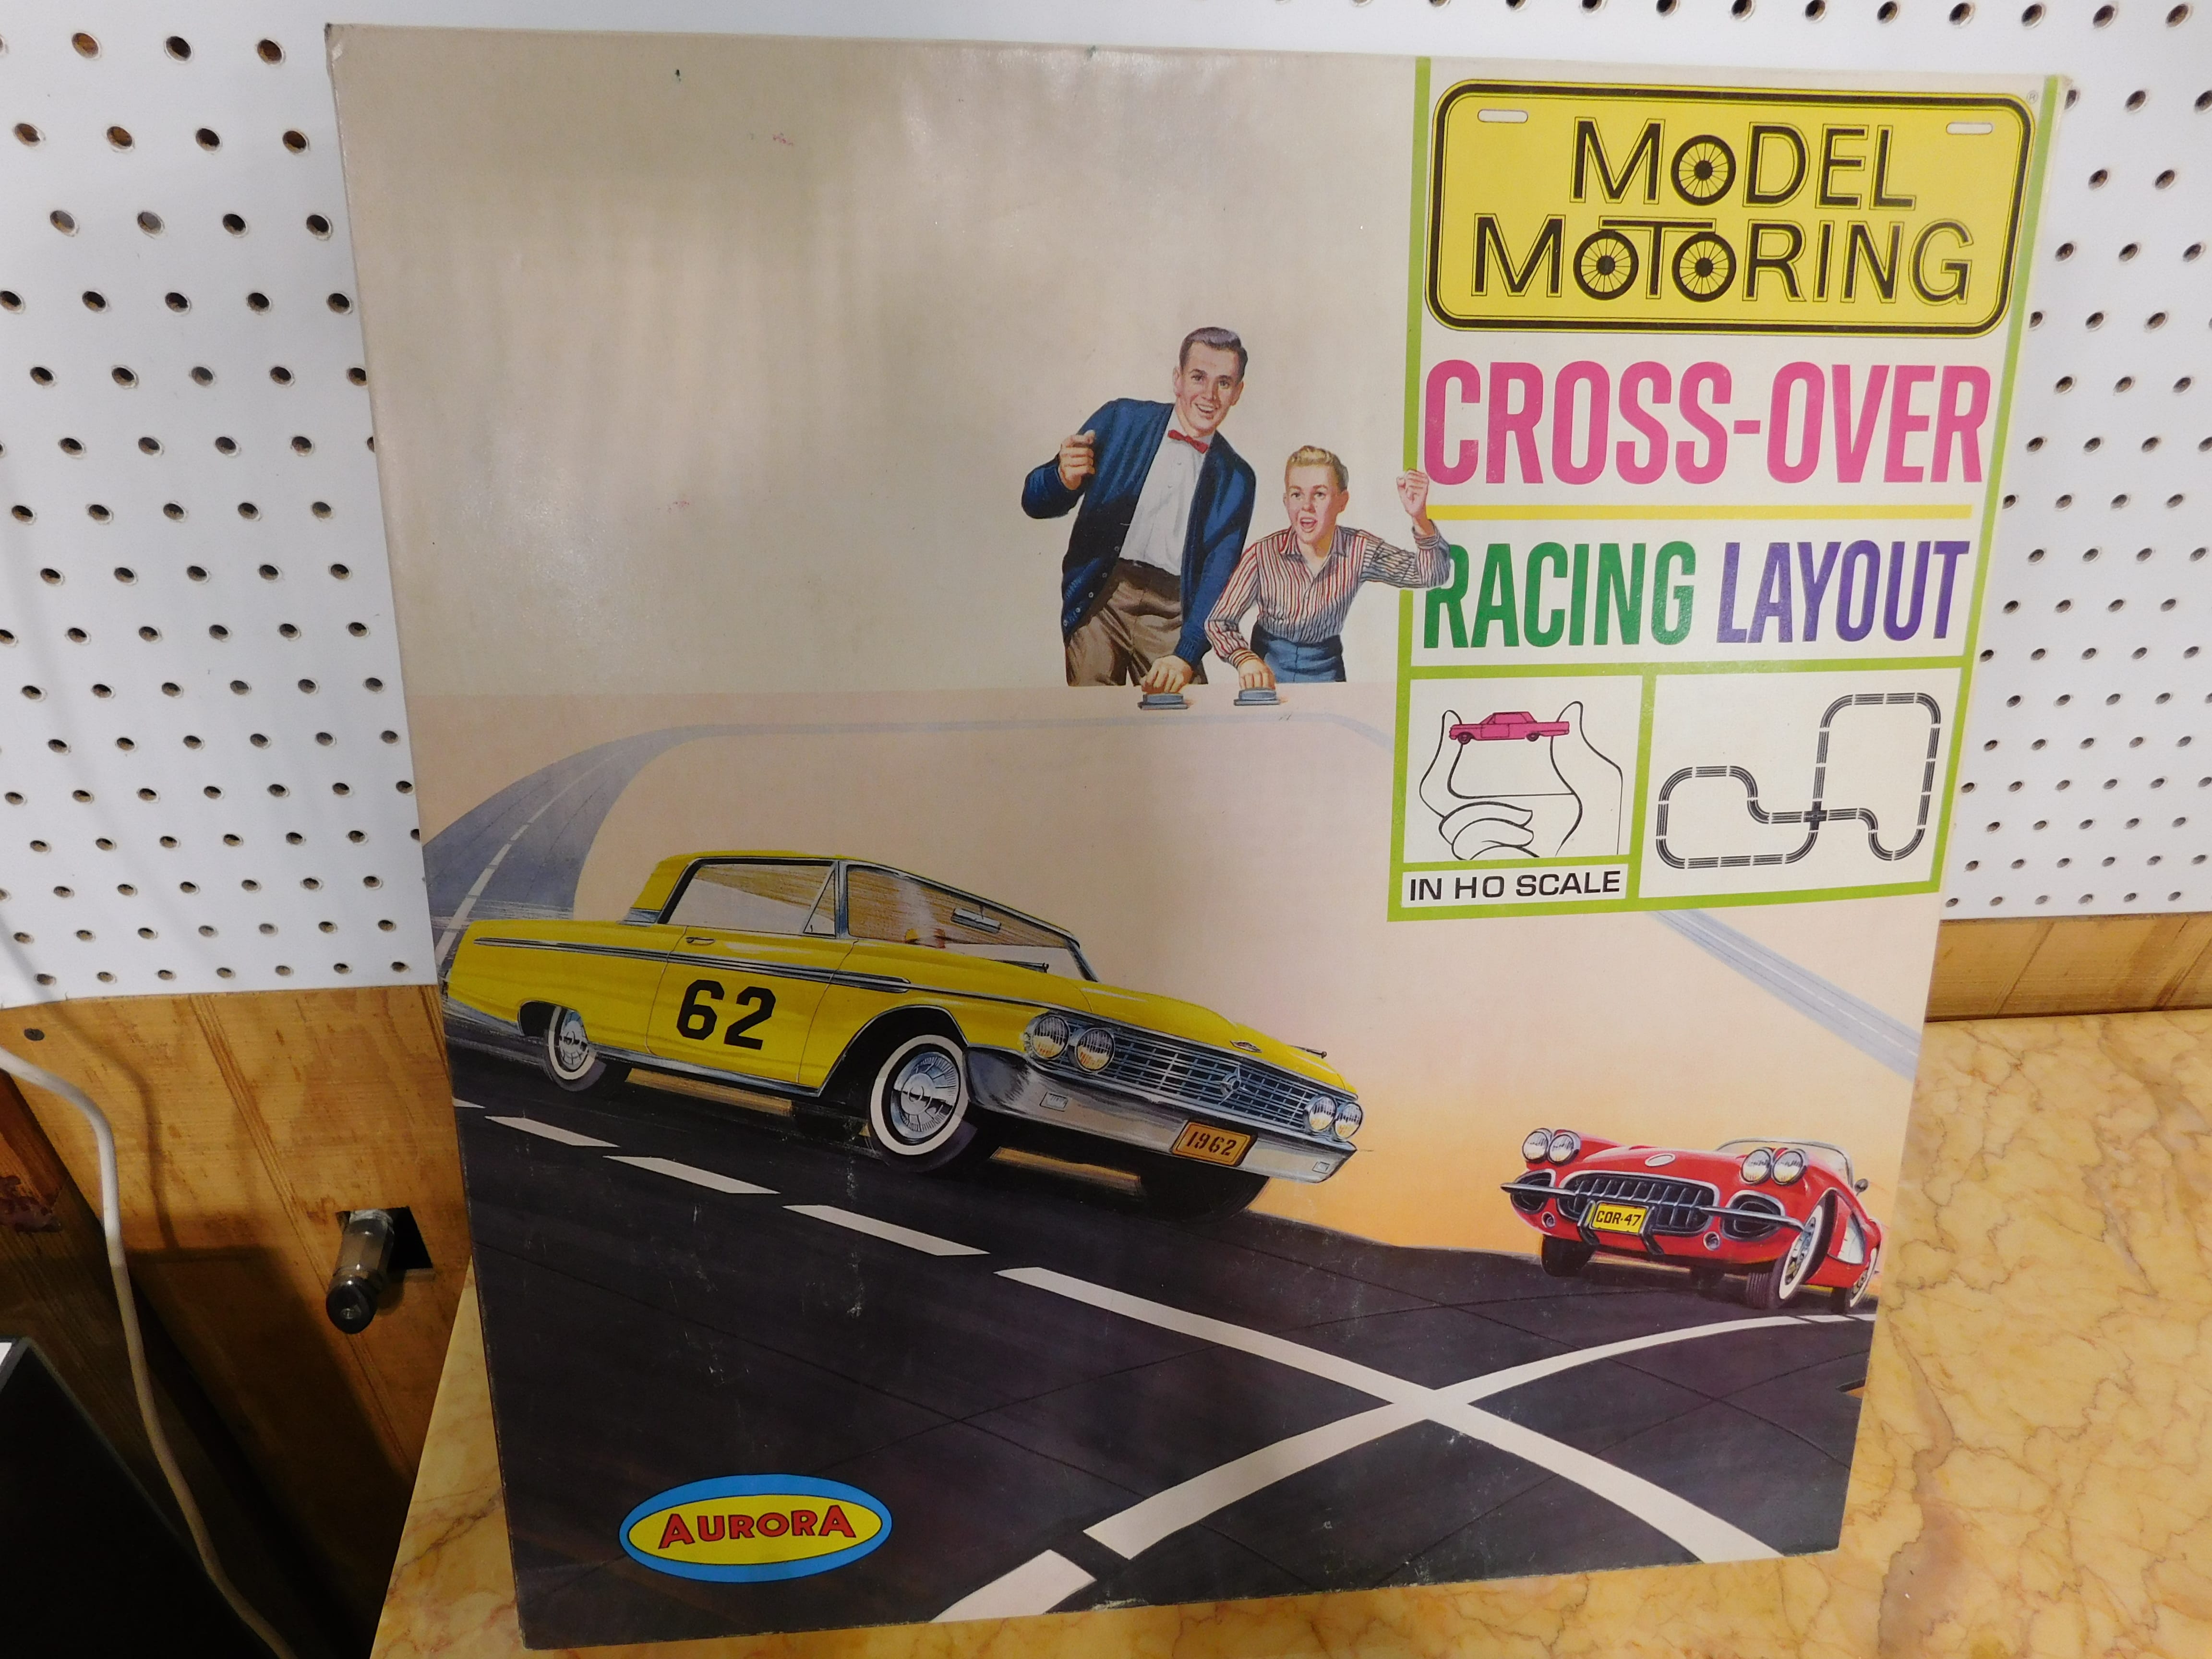 MODEL
MOTORING
®
CROSS-OVER
RACING LAYOUT
IN HO SCALE
62
1962
COR-47
AURORA